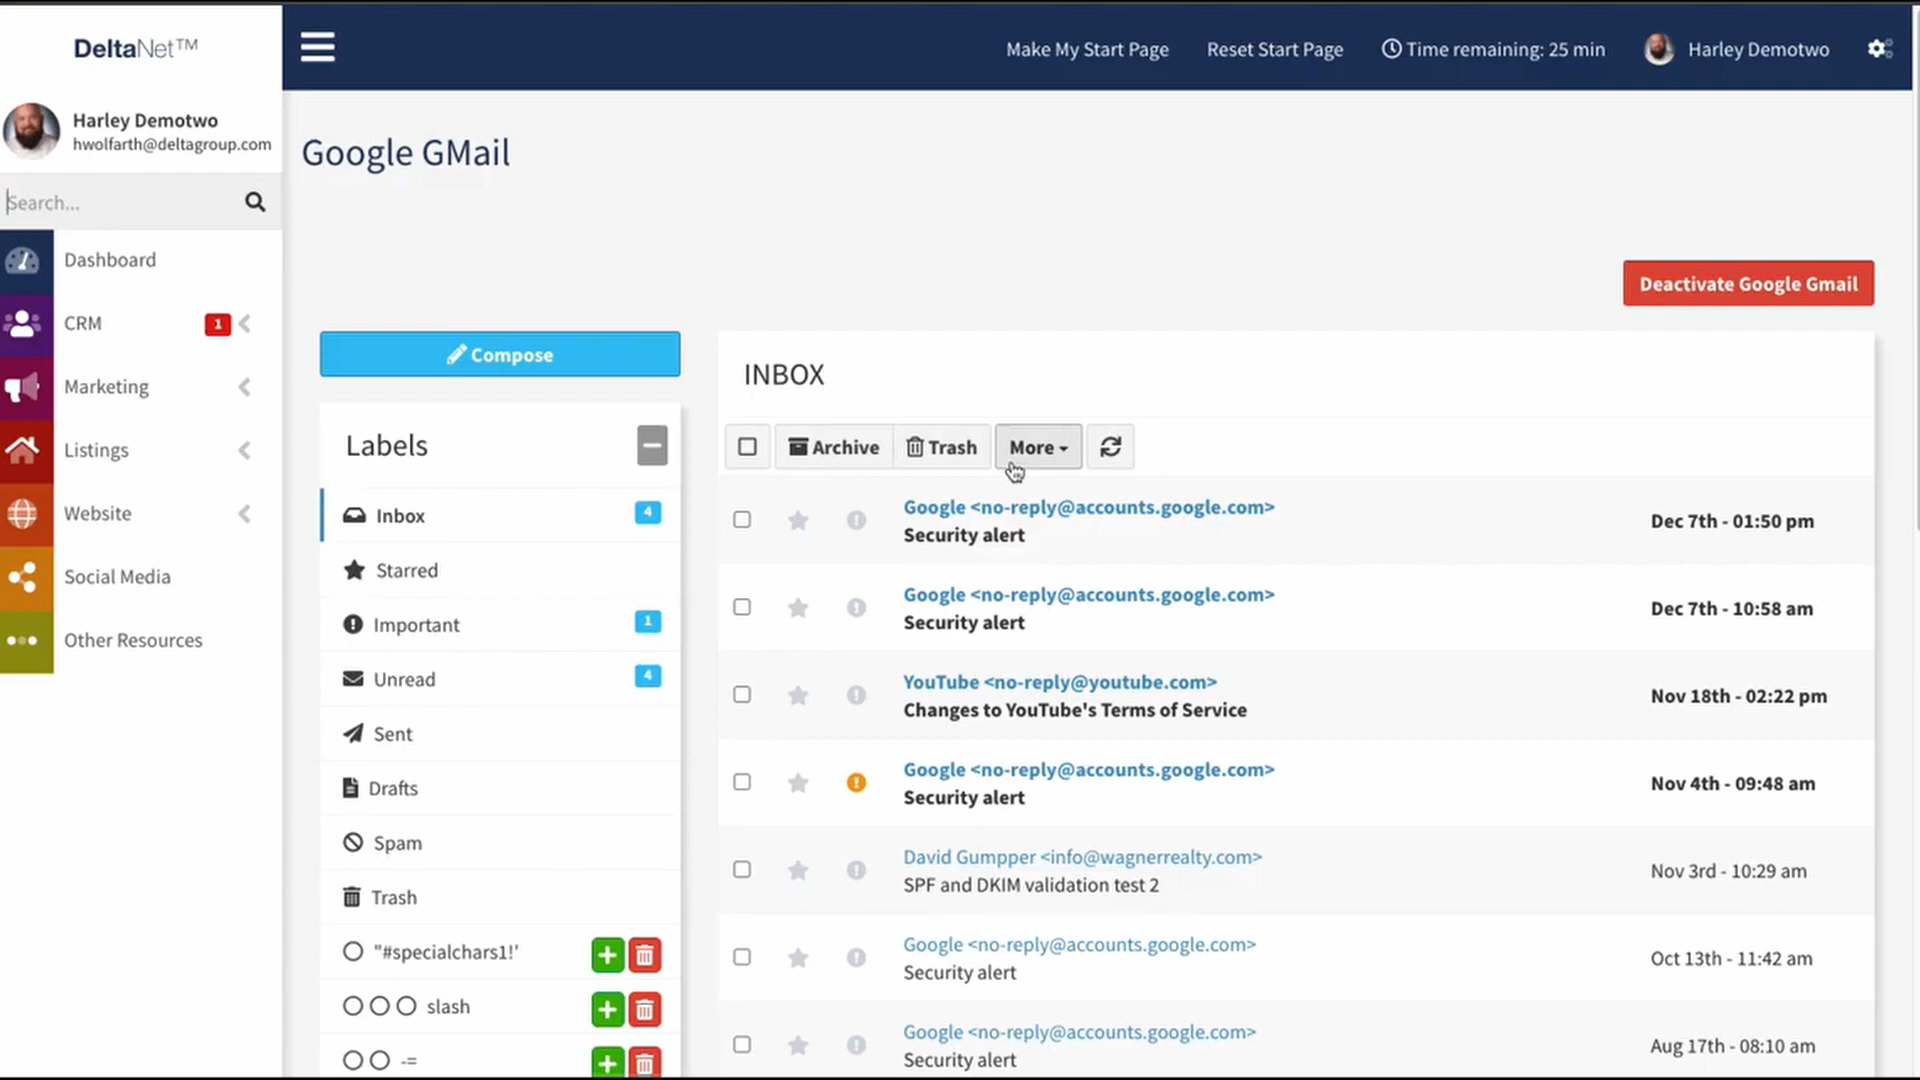 DeltaNet™
Make My Start Page
Reset Start Page
Time remaining: 25 min
Harley Demotwo
Harley Demotwo
hwolfarth@deltagroup.com
Search...
Dashboard
CRM 1
Marketing
Listings
Website
Social Media
Other Resources
Google GMail
Deactivate Google Gmail
Compose
Labels
Inbox 4
Starred
Important 1
Unread 4
Sent
Drafts
Spam
Trash
"#specialchars1!'
slash
-=
INBOX
Archive Trash More
Google <no-reply@accounts.google.com>
Security alert
Dec 7th - 01:50 pm
Google <no-reply@accounts.google.com>
Security alert
Dec 7th - 10:58 am
YouTube <no-reply@youtube.com>
Changes to YouTube's Terms of Service
Nov 18th - 02:22 pm
Google <no-reply@accounts.google.com>
Security alert
Nov 4th - 09:48 am
David Gumpper <info@wagnerrealty.com>
SPF and DKIM validation test 2
Nov 3rd - 10:29 am
Google <no-reply@accounts.google.com>
Security alert
Oct 13th - 11:42 am
Google <no-reply@accounts.google.com>
Security alert
Aug 17th - 08:10 am